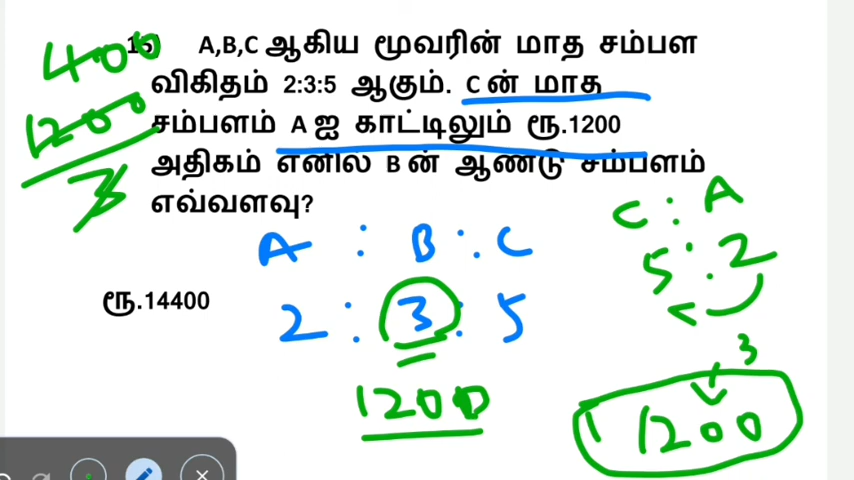 15) A,B,C ஆகிய மூவரின் மாத சம்பள
விகிதம் 2:3:5 ஆகும். C ன் மாத
சம்பளம் A ஐ காட்டிலும் ரூ.1200
அதிகம் எனில் B ன் ஆண்டு சம்பளம்
எவ்வளவு?
ரூ.14400
400
1200
3
A : B : C
2 : 3 : 5
1200
C : A
5 : 2
3
1200